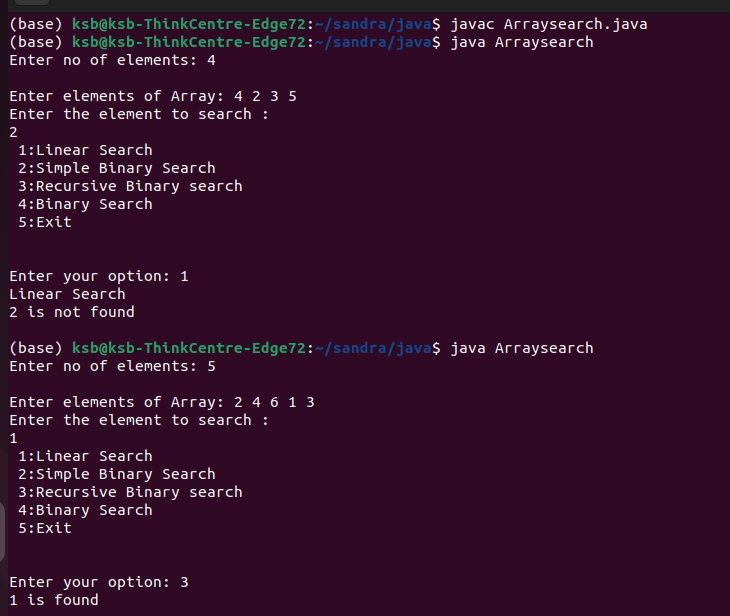 (base) ksb@ksb-ThinkCentre-Edge72:~/sandra/java$ javac Arraysearch.java
(base) ksb@ksb-ThinkCentre-Edge72:~/sandra/java$ java Arraysearch
Enter no of elements: 4
Enter elements of Array: 4 2 3 5
Enter the element to search :
2
1:Linear Search
2:Simple Binary Search
3:Recursive Binary search
4:Binary Search
5:Exit
Enter your option: 1
Linear Search
2 is not found
(base) ksb@ksb-ThinkCentre-Edge72:~/sandra/java$ java Arraysearch
Enter no of elements: 5
Enter elements of Array: 2 4 6 1 3
Enter the element to search :
1
1:Linear Search
2:Simple Binary Search
3:Recursive Binary search
4:Binary Search
5:Exit
Enter your option: 3
1 is found